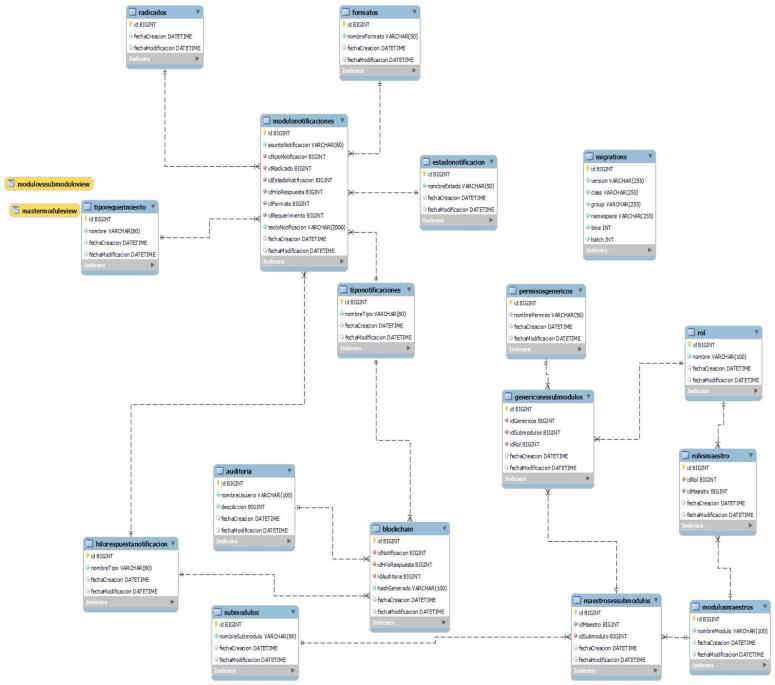 radicados
id BIGINT
fechaCreacion DATETIME
fechaModificacion DATETIME
Indexes
formatos
id BIGINT
nombreFormato VARCHAR(50)
fechaCreacion DATETIME
fechaModificacion DATETIME
Indexes
modulonotificaciones
id BIGINT
asuntoNotificacion VARCHAR(80)
idtipoNotificacion BIGINT
idRadicado BIGINT
idEstadoNotificacion BIGINT
idHiloRespuesta BIGINT
idFormato BIGINT
idRequerimiento BIGINT
textoNotificacion VARCHAR(2000)
fechaCreacion DATETIME
fechaModificacion DATETIME
Indexes
estadonotificacion
id BIGINT
nombreEstado VARCHAR(50)
fechaCreacion DATETIME
fechaModificacion DATETIME
Indexes
migrations
id BIGINT
version VARCHAR(255)
class VARCHAR(255)
group VARCHAR(255)
namespace VARCHAR(255)
time INT
batch INT
Indexes
modulovssubmoduloview
mastermoduleview
tiporequerimiento
id BIGINT
nombre VARCHAR(80)
fechaCreacion DATETIME
fechaModificacion DATETIME
Indexes
tiponotificaciones
id BIGINT
nombreTipo VARCHAR(80)
fechaCreacion DATETIME
fechaModificacion DATETIME
Indexes
permisosgenericos
id BIGINT
nombrePermiso VARCHAR(50)
fechaCreacion DATETIME
fechaModificacion DATETIME
Indexes
rol
id BIGINT
nombre VARCHAR(100)
fechaCreacion DATETIME
fechaModificacion DATETIME
Indexes
genericonessubmodulos
id BIGINT
idGenericos BIGINT
idSubmodulos BIGINT
idRol BIGINT
fechaCreacion DATETIME
fechaModificacion DATETIME
Indexes
rolvsmaestro
id BIGINT
idRol BIGINT
idMaestro BIGINT
fechaCreacion DATETIME
fechaModificacion DATETIME
Indexes
auditoria
id BIGINT
nombreUsuario VARCHAR(100)
descripcion BIGINT
fechaCreacion DATETIME
fechaModificacion DATETIME
Indexes
blockchain
id BIGINT
idNotificacion BIGINT
idHiloRespuesta BIGINT
idAuditoria BIGINT
hashGenerado VARCHAR(100)
fechaCreacion DATETIME
fechaModificacion DATETIME
Indexes
hilorespuestanotificacion
id BIGINT
nombreTipo VARCHAR(80)
fechaCreacion DATETIME
fechaModificacion DATETIME
Indexes
submodulos
id BIGINT
nombreSubmodulo VARCHAR(80)
fechaCreacion DATETIME
fechaModificacion DATETIME
Indexes
maestrosvssubmodulos
id BIGINT
idMaestro BIGINT
idSubmodulo BIGINT
fechaCreacion DATETIME
fechaModificacion DATETIME
Indexes
modulosmaestros
id BIGINT
nombreModulo VARCHAR(100)
fechaCreacion DATETIME
fechaModificacion DATETIME
Indexes